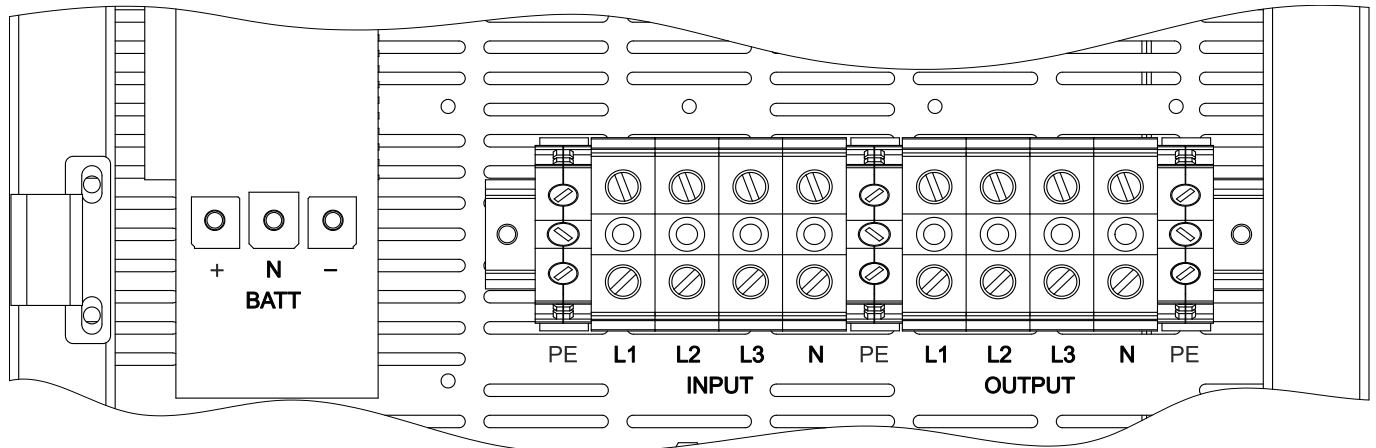 + N −
BATT
PE L1 L2 L3 N PE L1 L2 L3 N PE
INPUT OUTPUT